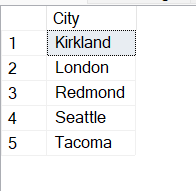 City
1 Kirkland
2 London
3 Redmond
4 Seattle
5 Tacoma